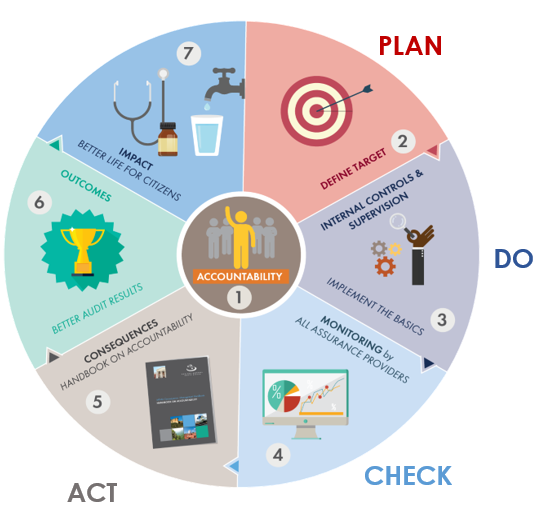 PLAN
2
DEFINE TARGET
INTERNAL CONTROLS &
SUPERVISION
IMPLEMENT THE BASICS
3
DO
MONITORING by
ALL ASSURANCE PROVIDERS
4
CHECK
CONSEQUENCES
HANDBOOK ON ACCOUNTABILITY
5
ACT
OUTCOMES
6
BETTER AUDIT RESULTS
7
IMPACT
BETTER LIFE FOR CITIZENS
ACCOUNTABILITY
1
% %